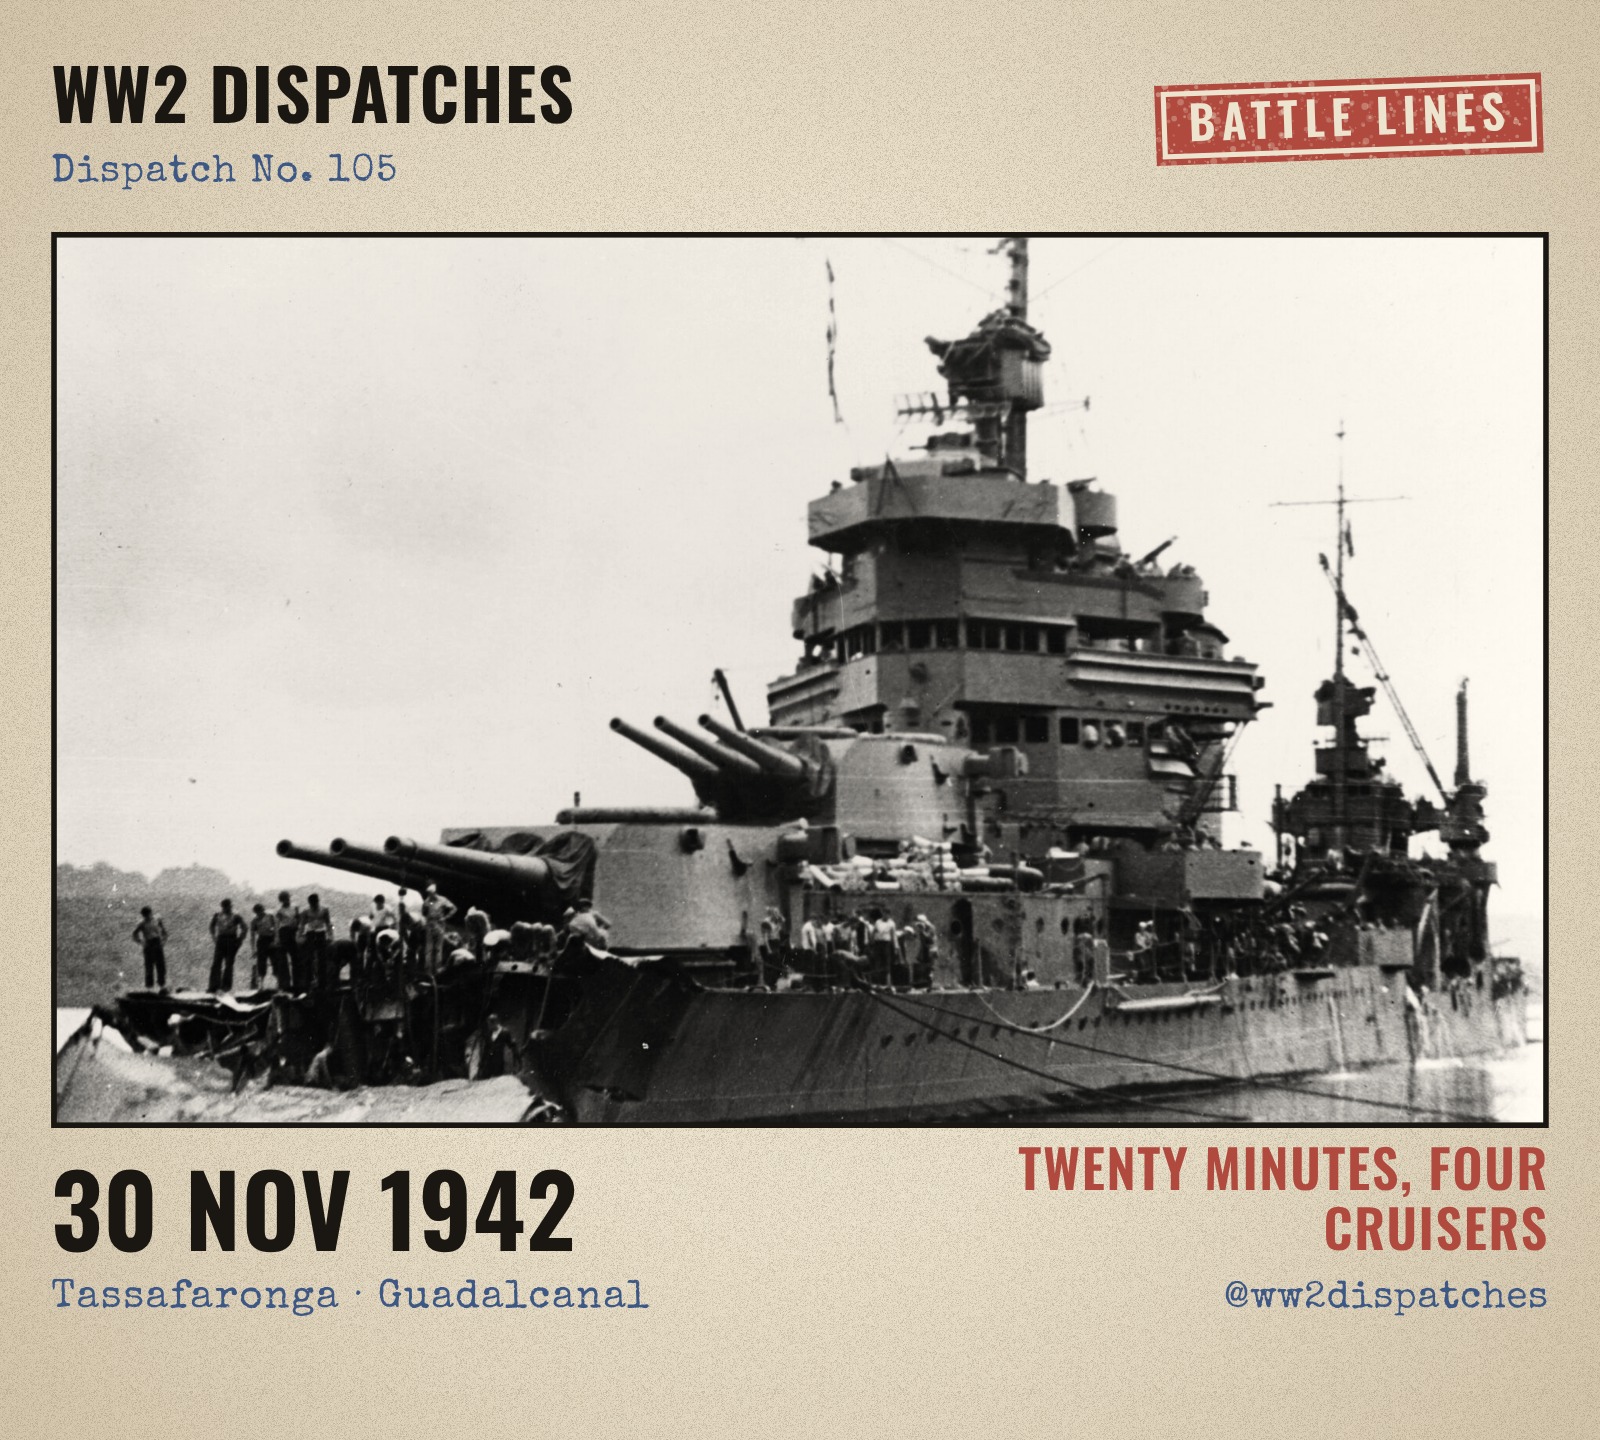 WW2 DISPATCHES
Dispatch No. 105
BATTLE LINES
30 NOV 1942
Tassafaronga · Guadalcanal
TWENTY MINUTES, FOUR
CRUISERS
@ww2dispatches